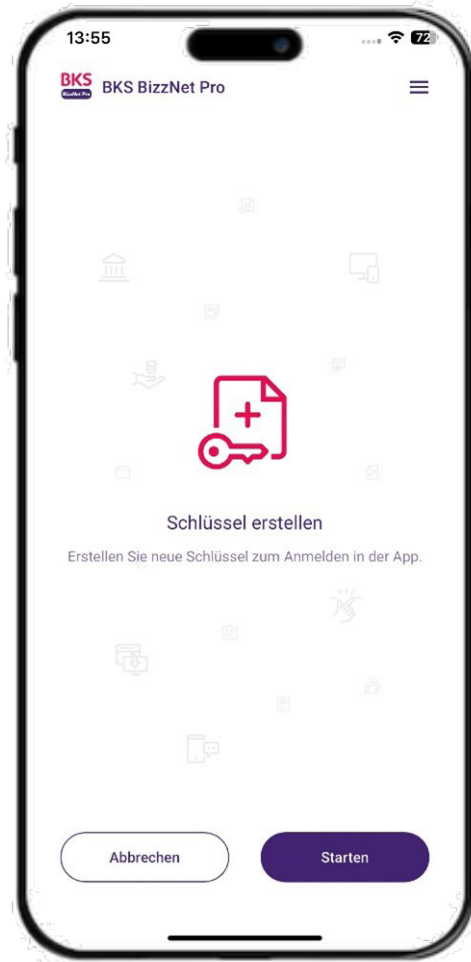 13:55
72
BKS
BizzNet Pro
BKS BizzNet Pro
Schlüssel erstellen
Erstellen Sie neue Schlüssel zum Anmelden in der App.
Abbrechen
Starten